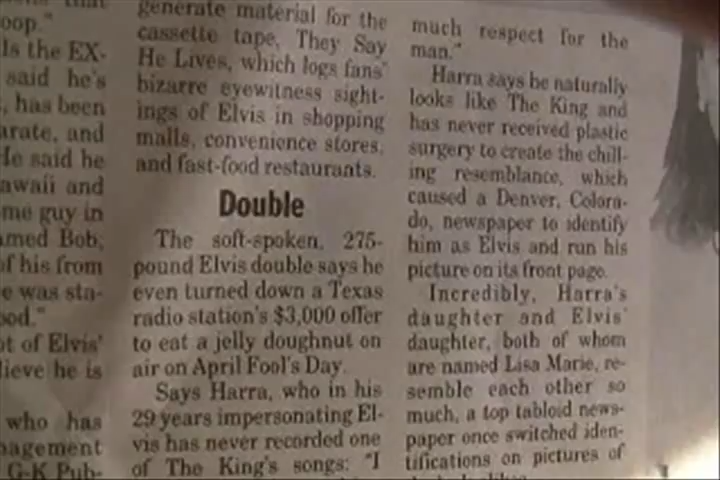 oop."
ls the EX-
said he's
, has been
arate, and
He said he
awaii and
me guy in
amed Bob,
of his from
e was sta-
ood."
ot of Elvis'
lieve he is
who has
nagement
G-K Pub-
generate material for the
cassette tape, They Say
He Lives, which logs fans'
bizarre eyewitness sight-
ings of Elvis in shopping
malls, convenience stores,
and fast-food restaurants.
Double
The soft-spoken, 275-
pound Elvis double says he
even turned down a Texas
radio station's $3,000 offer
to eat a jelly doughnut on
air on April Fool's Day.
Says Harra, who in his
29 years impersonating El-
vis has never recorded one
of The King's songs: "I
much respect for the
man."
Harra says he naturally
looks like The King and
has never received plastic
surgery to create the chill-
ing resemblance, which
caused a Denver, Colora-
do, newspaper to identify
him as Elvis and run his
picture on its front page.
Incredibly, Harra's
daughter and Elvis'
daughter, both of whom
are named Lisa Marie, re-
semble each other so
much, a top tabloid news-
paper once switched iden-
tifications on pictures of